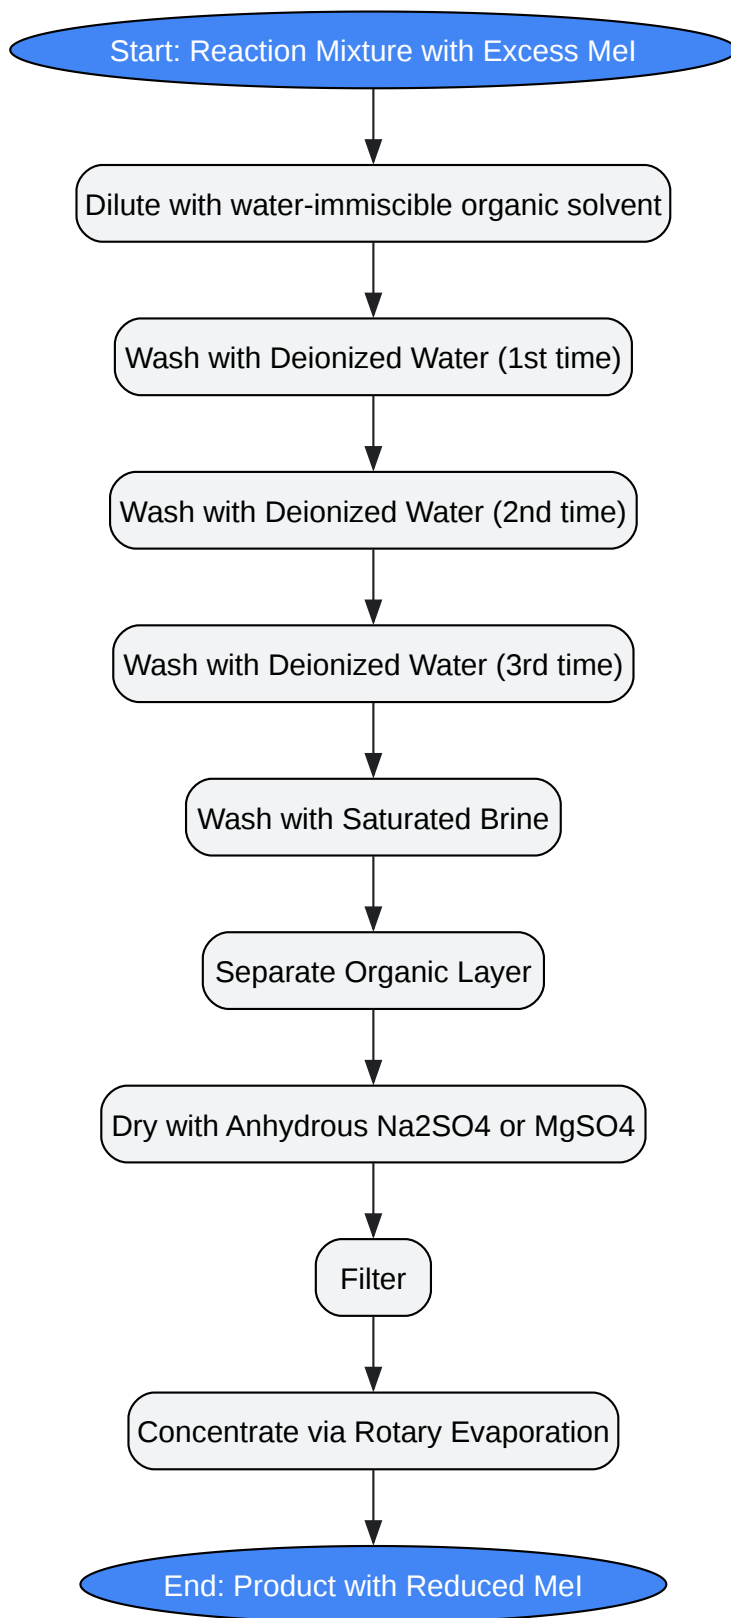 Start: Reaction Mixture with Excess MeI
Dilute with water-immiscible organic solvent
Wash with Deionized Water (1st time)
Wash with Deionized Water (2nd time)
Wash with Deionized Water (3rd time)
Wash with Saturated Brine
Separate Organic Layer
Dry with Anhydrous Na2SO4 or MgSO4
Filter
Concentrate via Rotary Evaporation
End: Product with Reduced MeI